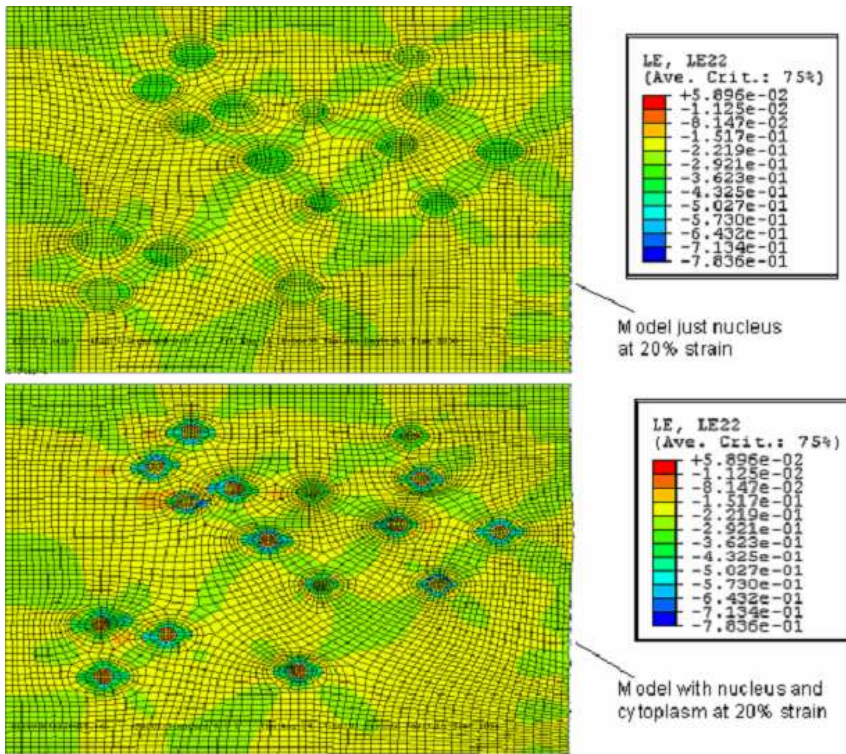 LE, LE22
(Ave. Crit.: 75%)
+5.896e-02
-1.125e-02
-8.147e-02
-1.517e-01
-2.219e-01
-2.921e-01
-3.623e-01
-4.325e-01
-5.027e-01
-5.730e-01
-6.432e-01
-7.134e-01
-7.836e-01
Model just nucleus
at 20% strain
LE, LE22
(Ave. Crit.: 75%)
+5.896e-02
-1.125e-02
-8.147e-02
-1.517e-01
-2.219e-01
-2.921e-01
-3.623e-01
-4.325e-01
-5.027e-01
-5.730e-01
-6.432e-01
-7.134e-01
-7.836e-01
Model with nucleus and
cytoplasm at 20% strain